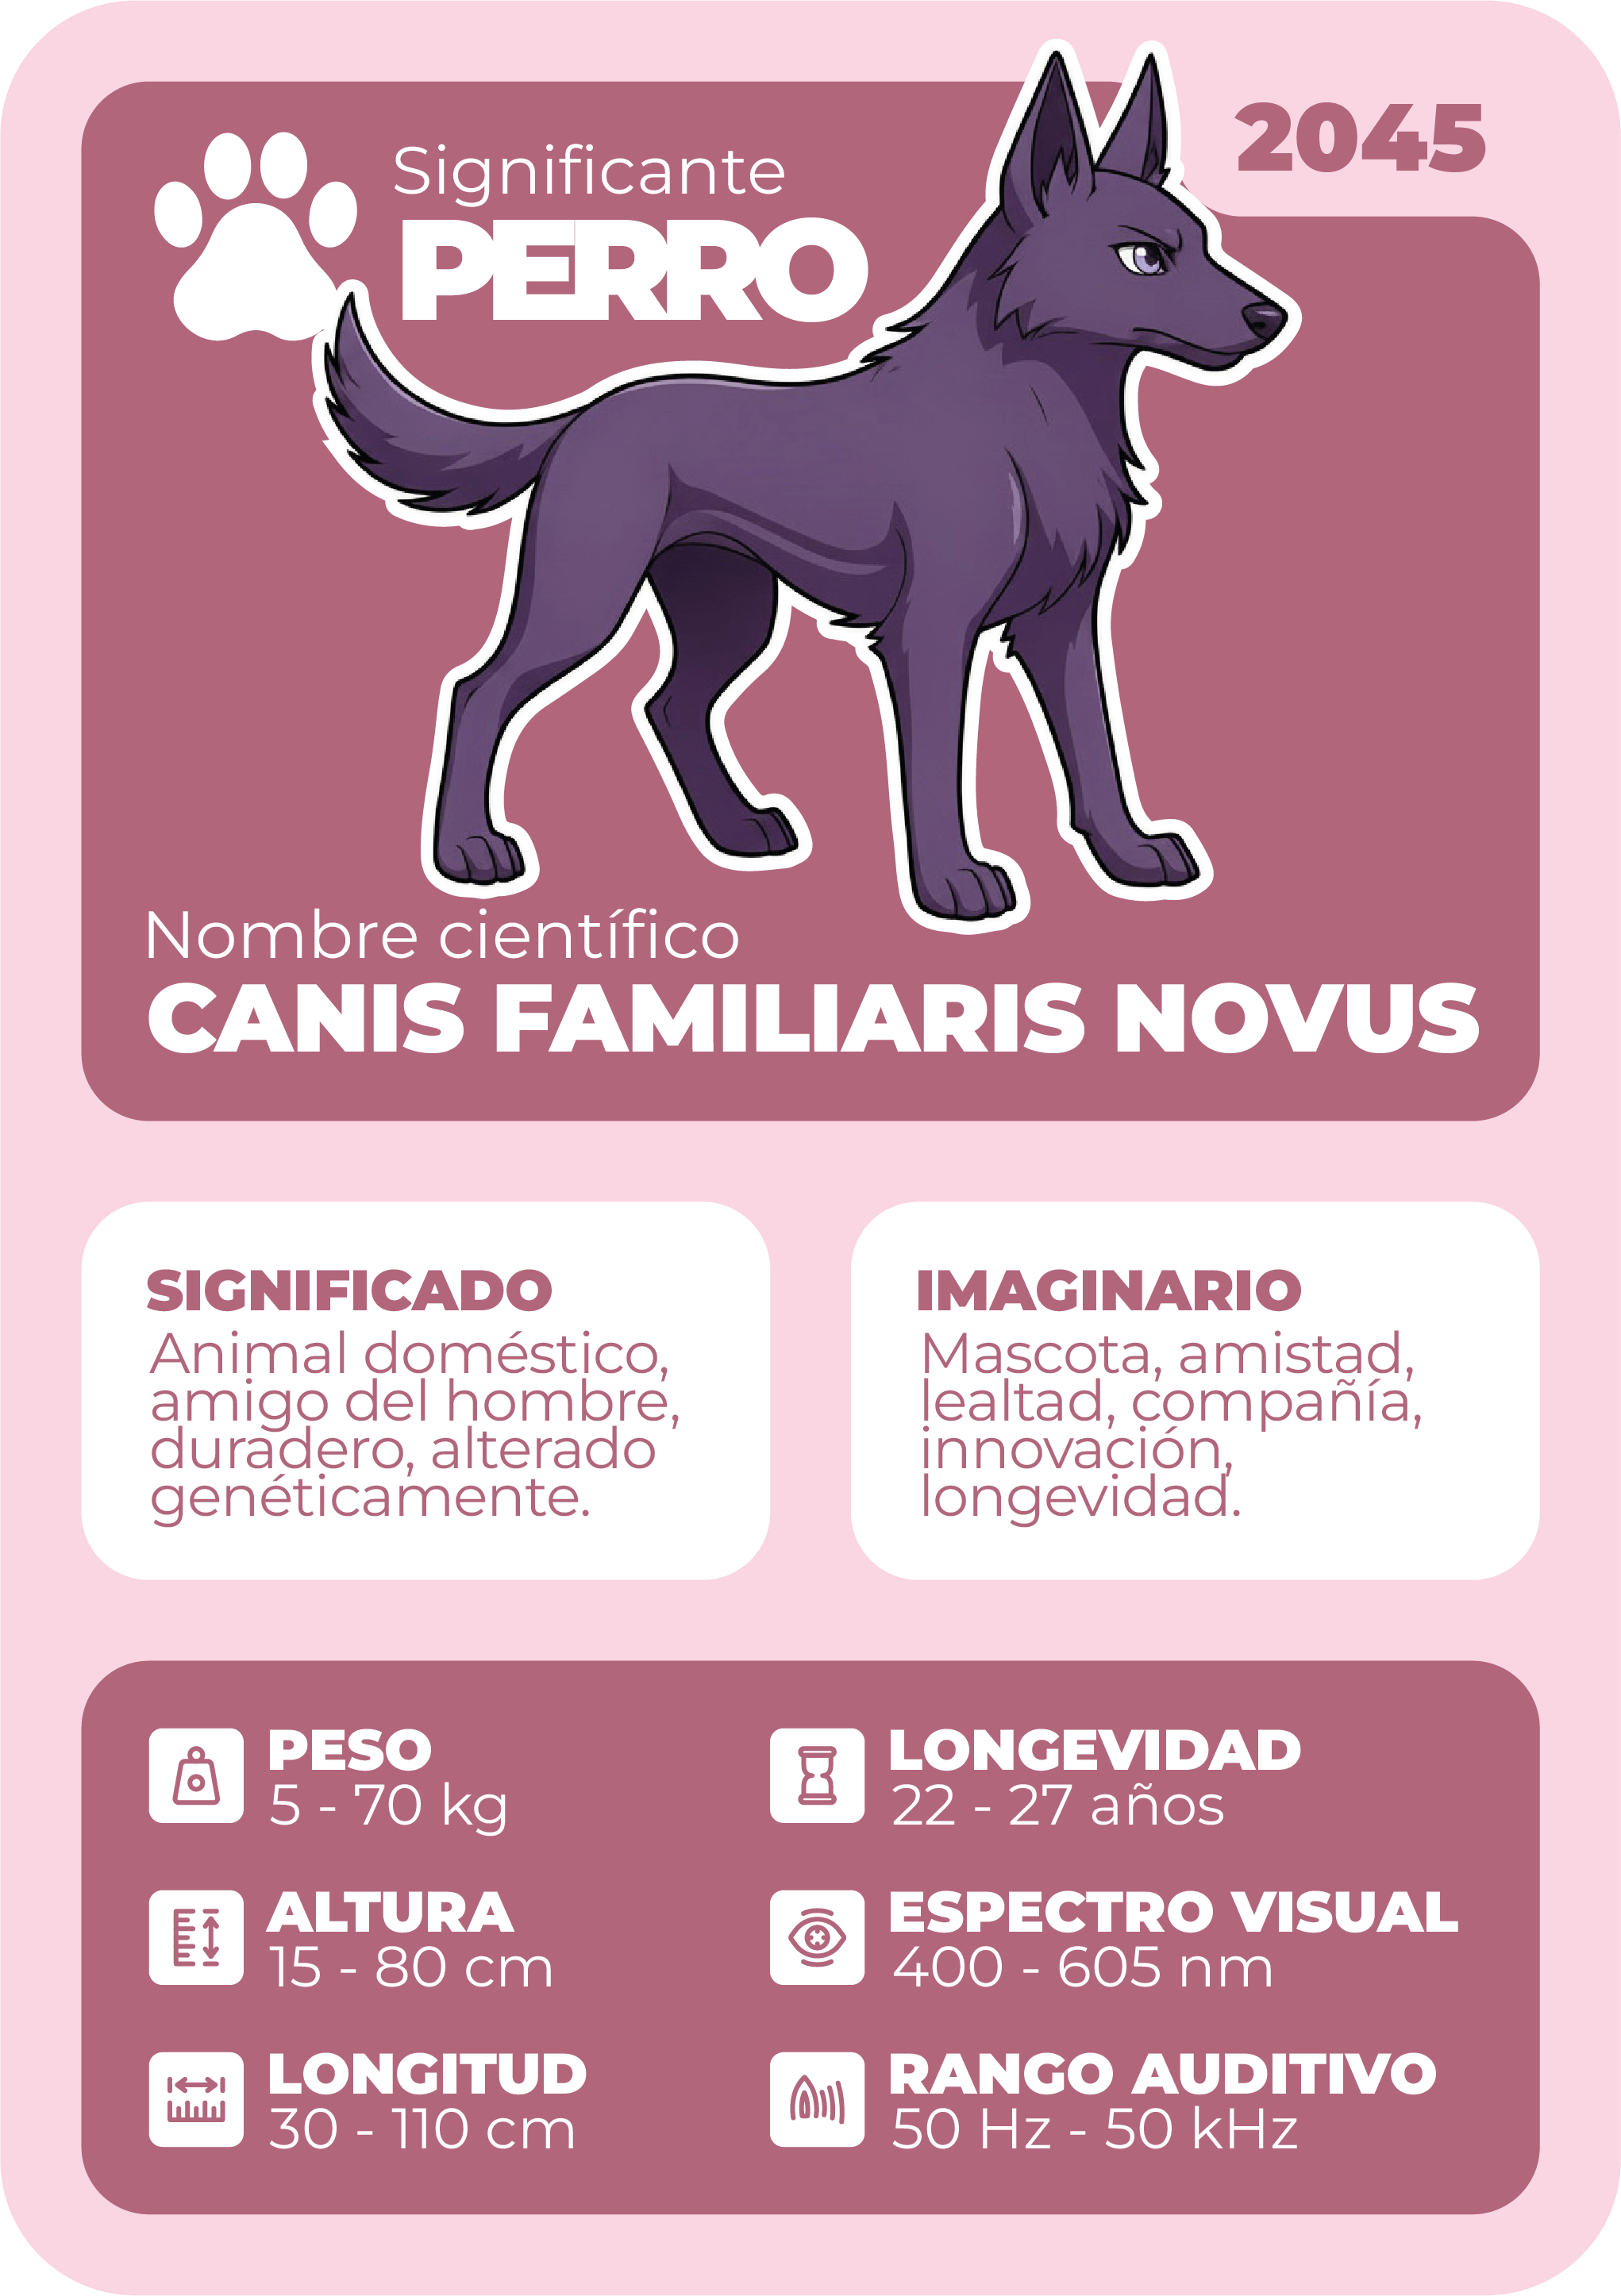 2045
Significante
PERRO
Nombre científico
CANIS FAMILIARIS NOVUS
SIGNIFICADO
Animal doméstico,
amigo del hombre,
duradero, alterado
genéticamente.
IMAGINARIO
Mascota, amistad,
lealtad, compañía,
innovación,
longevidad.
PESO
5 - 70 kg
LONGEVIDAD
22 - 27 años
ALTURA
15 - 80 cm
ESPECTRO VISUAL
400 - 605 nm
LONGITUD
30 - 110 cm
RANGO AUDITIVO
50 Hz - 50 kHz